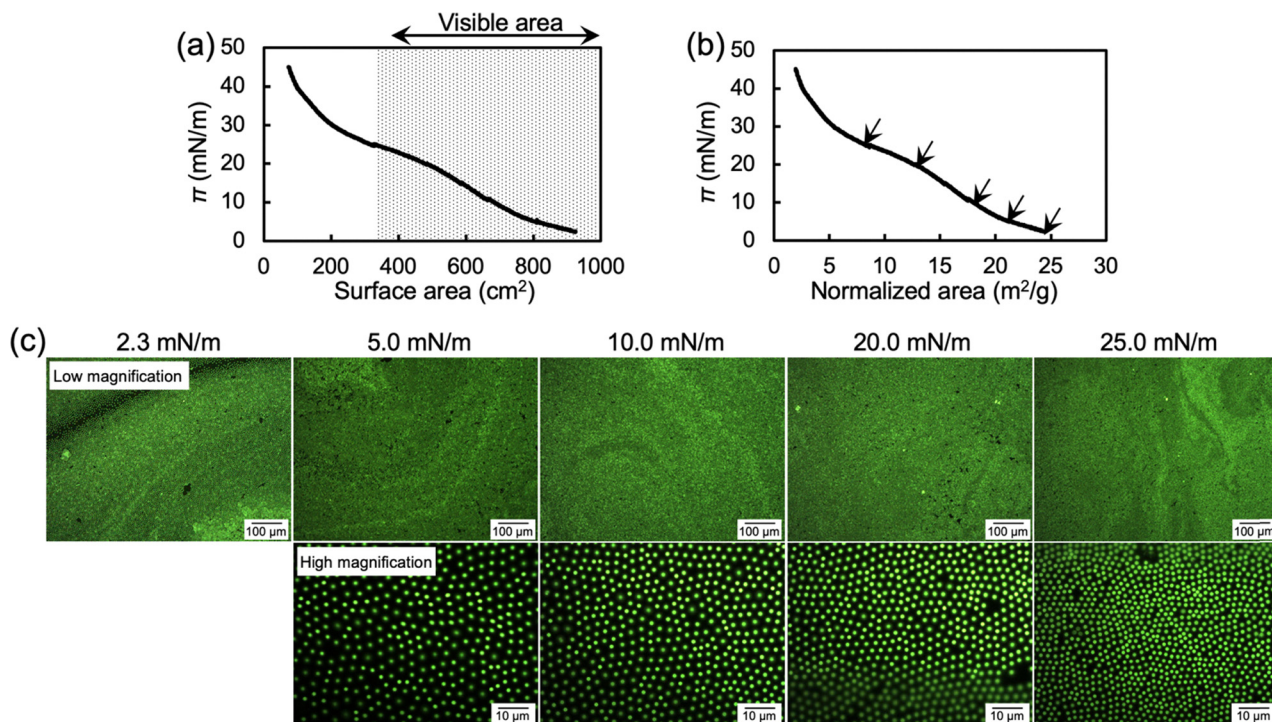 Visible area
(a)
50
40
30
20
10
0
π (mN/m)
0 200 400 600 800 1000
Surface area (cm²)
(b)
50
40
30
20
10
0
π (mN/m)
0 5 10 15 20 25 30
Normalized area (m²/g)
(c)
2.3 mN/m 5.0 mN/m 10.0 mN/m 20.0 mN/m 25.0 mN/m
Low magnification
100 µm 100 µm 100 µm 100 µm 100 µm
High magnification
10 µm 10 µm 10 µm 10 µm